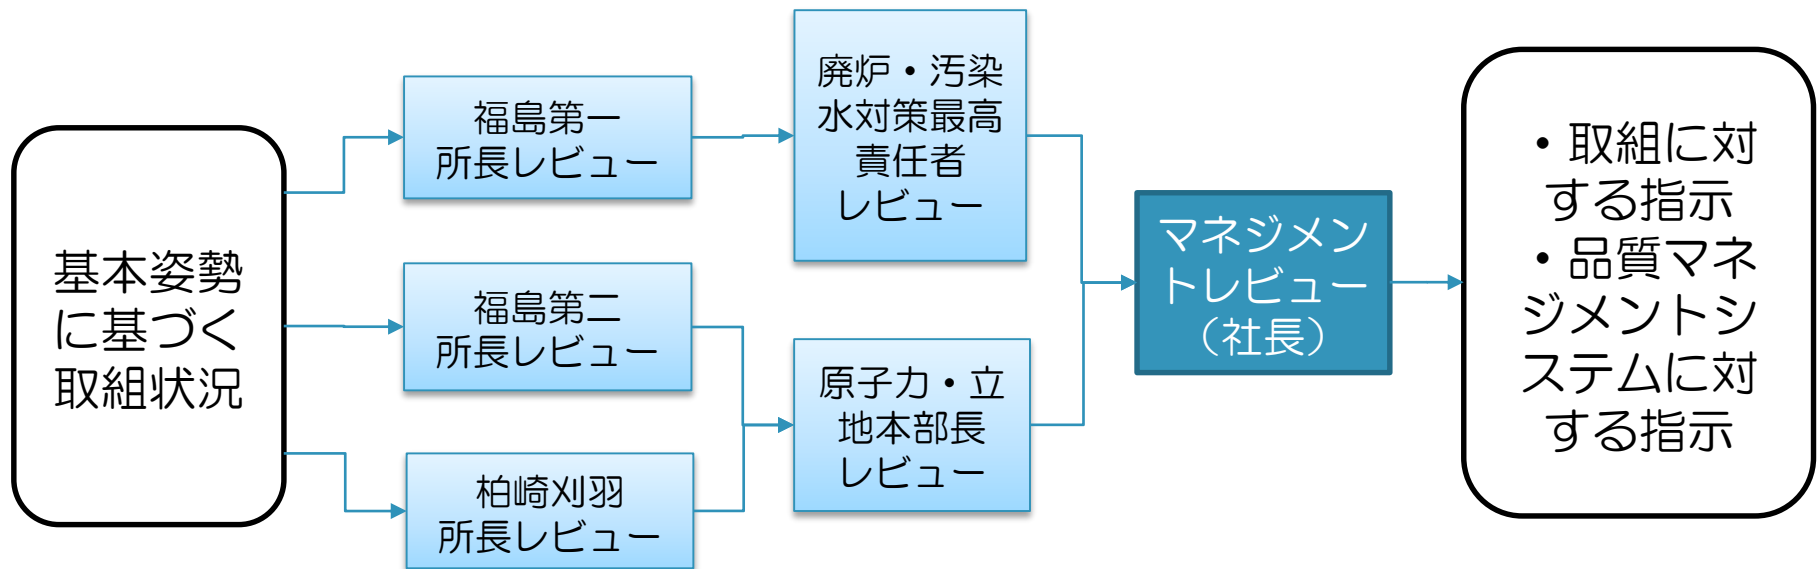 基本姿勢
に基づく
取組状況
福島第一
所長レビュー
福島第二
所長レビュー
柏崎刈羽
所長レビュー
廃炉・汚染
水対策最高
責任者
レビュー
原子力・立
地本部長
レビュー
マネジメン
トレビュー
（社長）
・取組に対
する指示
・品質マネ
ジメントシ
ステムに対
する指示